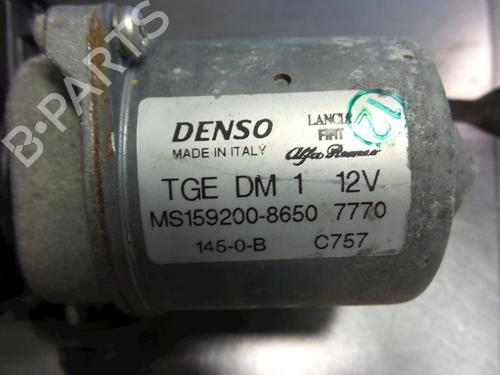 DENSO
MADE IN ITALY
LANCIA
FIAT
Alfa Romeo
12
TGE DM 1 12V
MS159200-8650 7770
145-0-B C757
B-PARTS